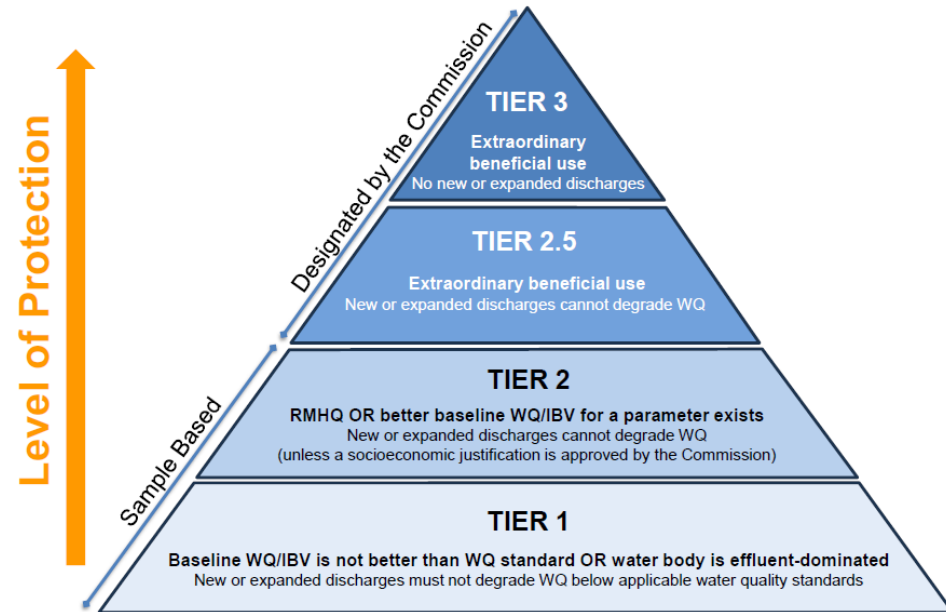 Level of Protection
Designated by the Commission
Sample Based
TIER 3
Extraordinary
beneficial use
No new or expanded discharges
TIER 2.5
Extraordinary beneficial use
New or expanded discharges cannot degrade WQ
TIER 2
RMHQ OR better baseline WQ/IBV for a parameter exists
New or expanded discharges cannot degrade WQ
(unless a socioeconomic justification is approved by the Commission)
TIER 1
Baseline WQ/IBV is not better than WQ standard OR water body is effluent-dominated
New or expanded discharges must not degrade WQ below applicable water quality standards